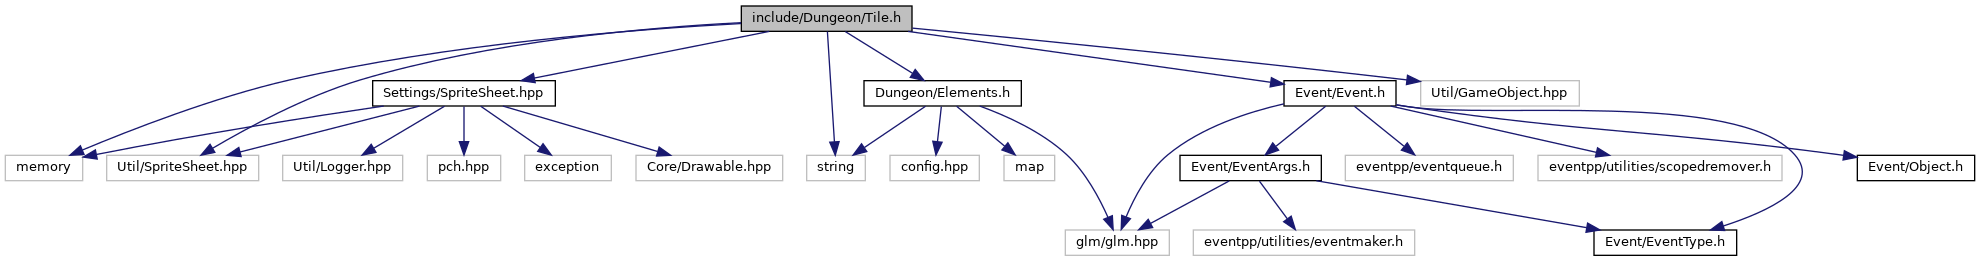 include/Dungeon/Tile.h
Settings/SpriteSheet.hpp
Dungeon/Elements.h
Event/Event.h
Util/GameObject.hpp
memory
Util/SpriteSheet.hpp
Util/Logger.hpp
pch.hpp
exception
Core/Drawable.hpp
string
config.hpp
map
Event/EventArgs.h
eventpp/eventqueue.h
eventpp/utilities/scopedremover.h
Event/Object.h
glm/glm.hpp
eventpp/utilities/eventmaker.h
Event/EventType.h